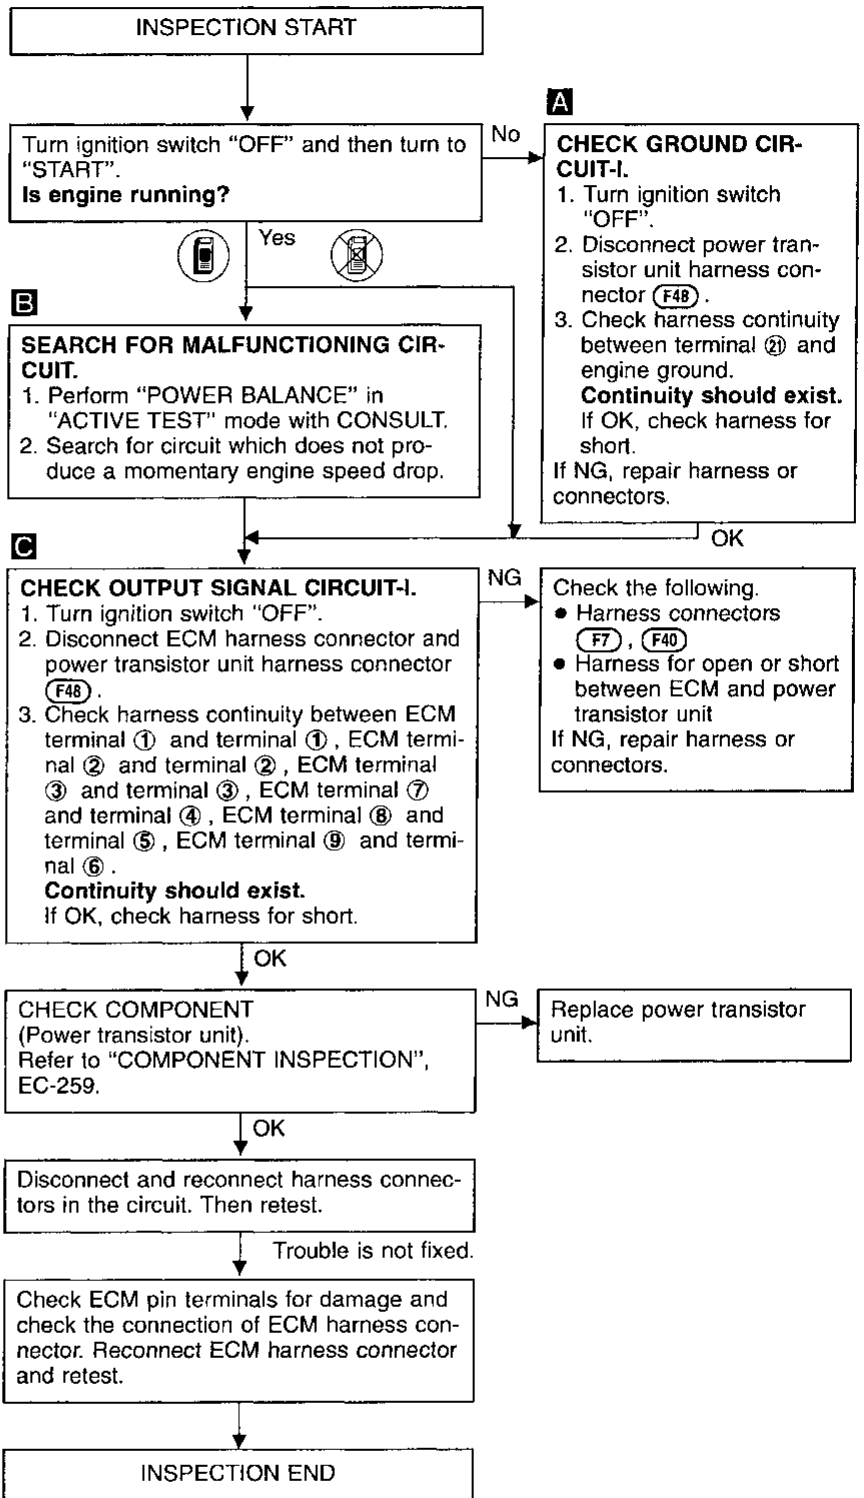 INSPECTION START
Turn ignition switch “OFF” and then turn to
“START”.
Is engine running?
No
A
CHECK GROUND CIR-
CUIT-I.
1. Turn ignition switch
“OFF”.
2. Disconnect power tran-
sistor unit harness con-
nector (F48) .
3. Check harness continuity
between terminal ㉑ and
engine ground.
Continuity should exist.
If OK, check harness for
short.
If NG, repair harness or
connectors.
OK
Yes
B
SEARCH FOR MALFUNCTIONING CIR-
CUIT.
1. Perform “POWER BALANCE” in
“ACTIVE TEST” mode with CONSULT.
2. Search for circuit which does not pro-
duce a momentary engine speed drop.
C
CHECK OUTPUT SIGNAL CIRCUIT-I.
1. Turn ignition switch “OFF”.
2. Disconnect ECM harness connector and
power transistor unit harness connector
(F48) .
3. Check harness continuity between ECM
terminal ① and terminal ① , ECM termi-
nal ② and terminal ② , ECM terminal
③ and terminal ③ , ECM terminal ⑦
and terminal ④ , ECM terminal ⑧ and
terminal ⑤ , ECM terminal ⑨ and termi-
nal ⑥ .
Continuity should exist.
If OK, check harness for short.
NG
Check the following.
● Harness connectors
(F7) , (F40)
● Harness for open or short
between ECM and power
transistor unit
If NG, repair harness or
connectors.
OK
CHECK COMPONENT
(Power transistor unit).
Refer to “COMPONENT INSPECTION”,
EC-259.
NG
Replace power transistor
unit.
OK
Disconnect and reconnect harness connec-
tors in the circuit. Then retest.
Trouble is not fixed.
Check ECM pin terminals for damage and
check the connection of ECM harness con-
nector. Reconnect ECM harness connector
and retest.
INSPECTION END